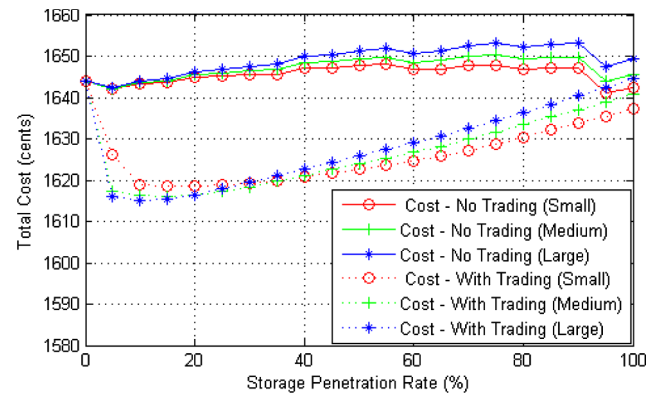 1660
1650
1640
1630
1620
1610
1600
1590
1580
Total Cost (cents)
Cost - No Trading (Small)
Cost - No Trading (Medium)
Cost - No Trading (Large)
Cost - With Trading (Small)
Cost - With Trading (Medium)
Cost - With Trading (Large)
0 20 40 60 80 100
Storage Penetration Rate (%)